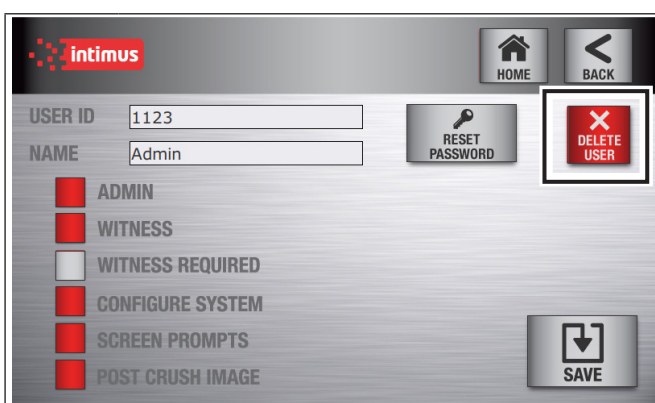 intimus
HOME
BACK
USER ID
1123
NAME
Admin
RESET
PASSWORD
DELETE
USER
ADMIN
WITNESS
WITNESS REQUIRED
CONFIGURE SYSTEM
SCREEN PROMPTS
POST CRUSH IMAGE
SAVE